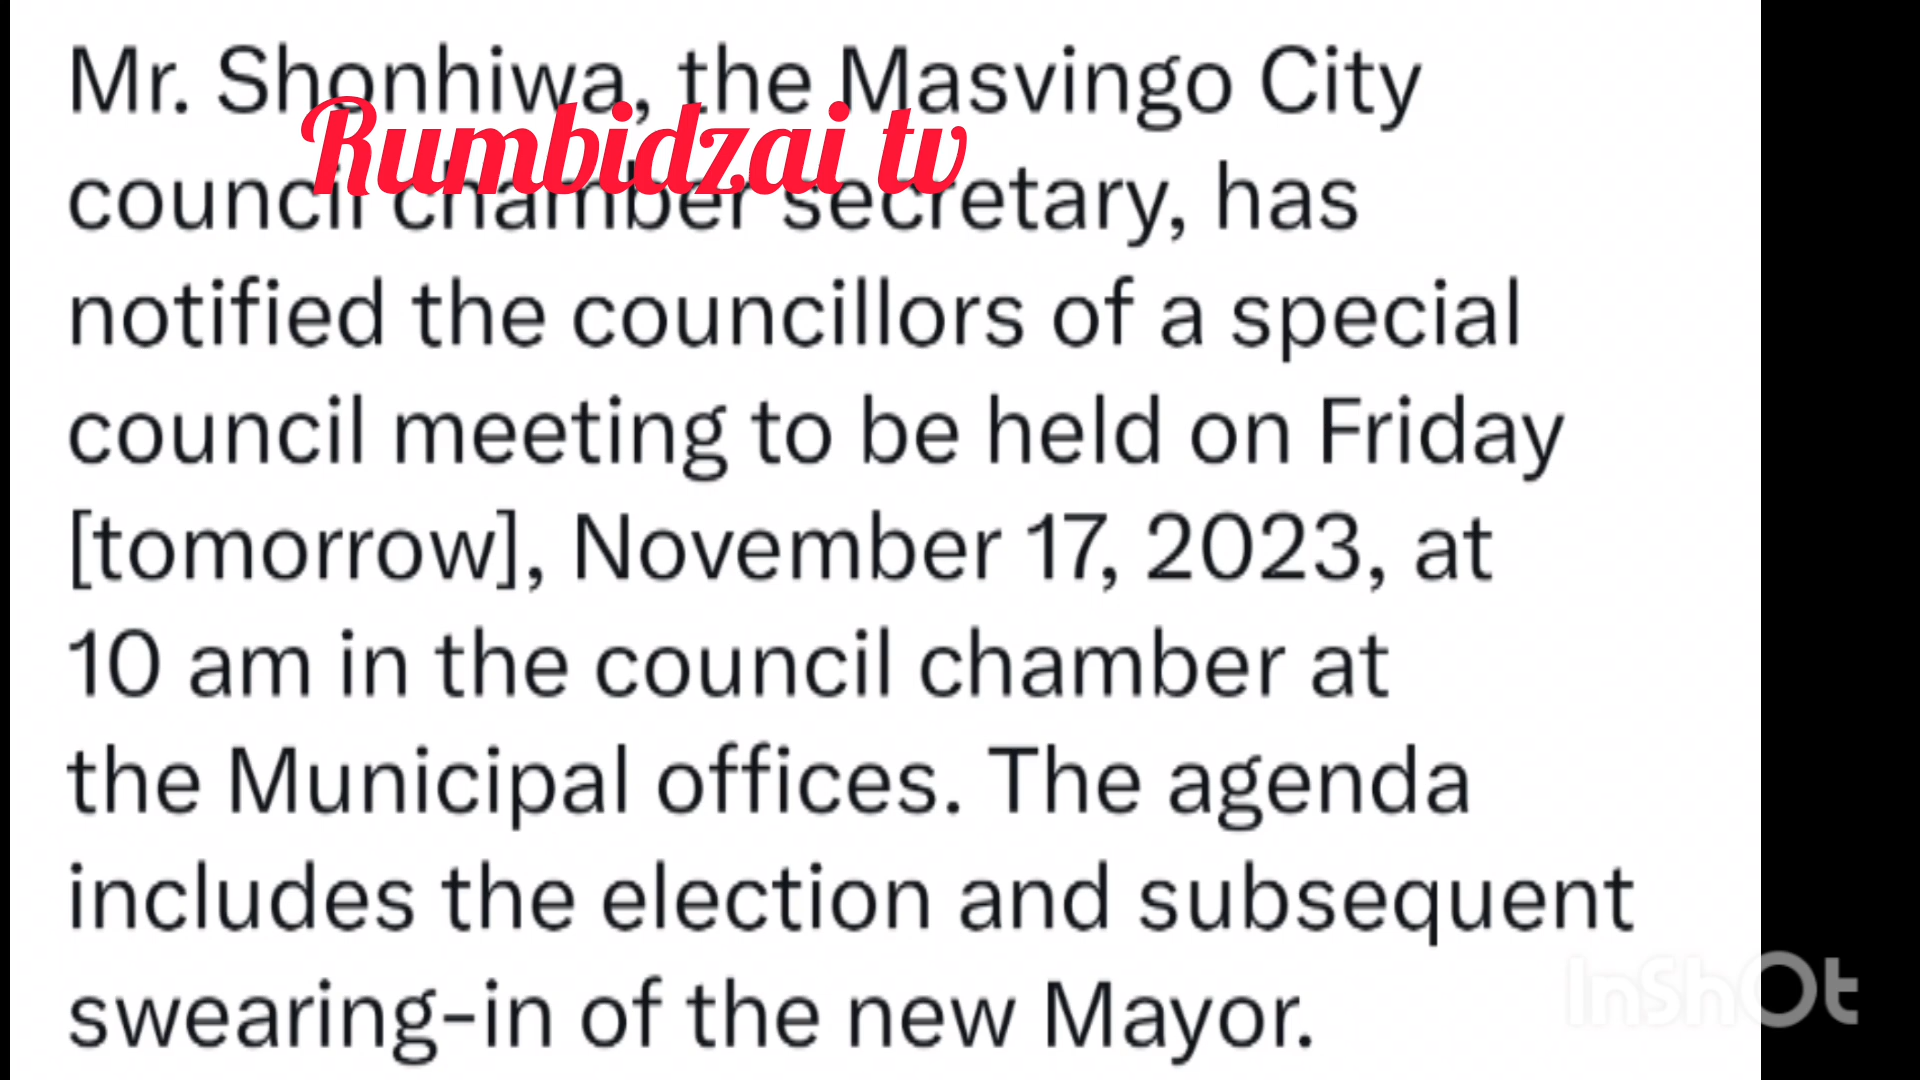 Mr. Shonhiwa, the Masvingo City
Rumbidzai tv
council chamber secretary, has
notified the councillors of a special
council meeting to be held on Friday
[tomorrow], November 17, 2023, at
10 am in the council chamber at
the Municipal offices. The agenda
includes the election and subsequent
swearing-in of the new Mayor.
InShOt